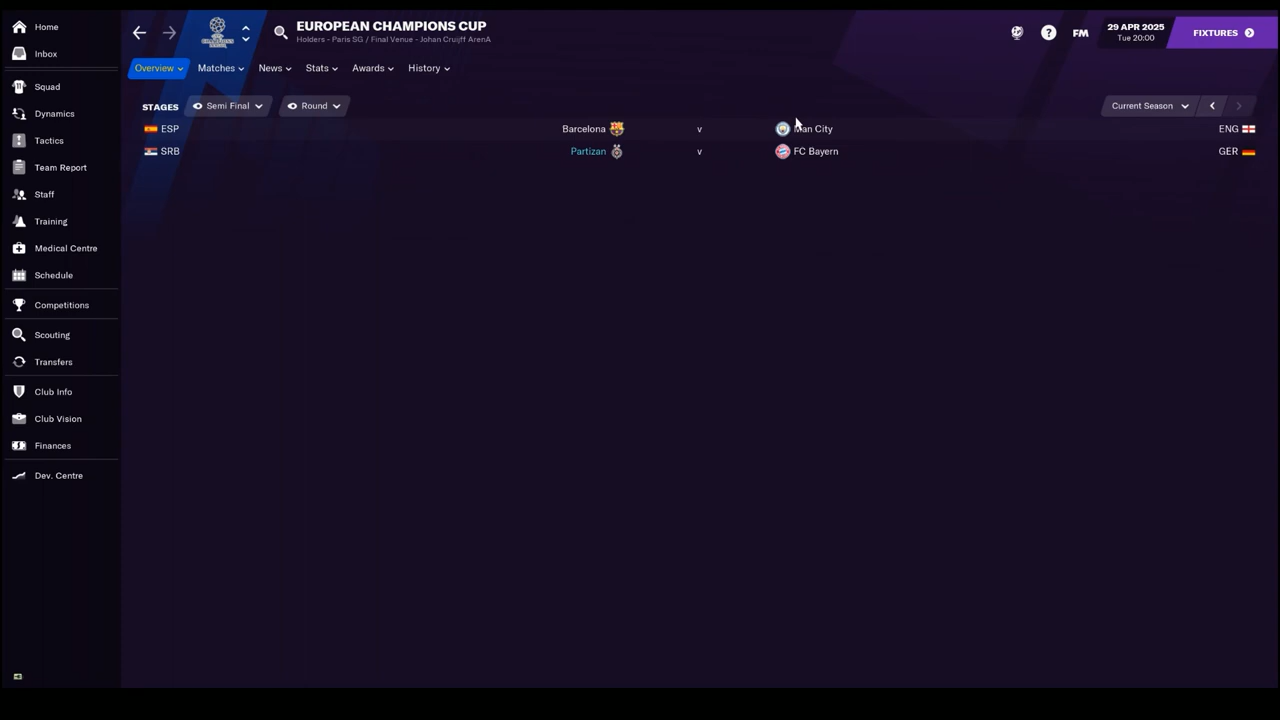 Home
Inbox
Squad
Dynamics
Tactics
Team Report
Staff
Training
Medical Centre
Schedule
Competitions
Scouting
Transfers
Club Info
Club Vision
Finances
Dev. Centre
EUROPEAN CHAMPIONS CUP
Holders - Paris SG / Final Venue - Johan Cruijff ArenA
? FM 29 APR 2025 FIXTURES
Tue 20:00
Overview Matches News Stats Awards History
STAGES Semi Final Round Current Season
ESP Barcelona v Man City ENG
SRB Partizan v FC Bayern GER